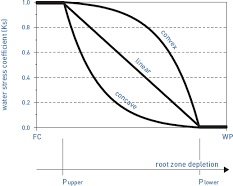 water stress coefficient (Ks)
1.0
0.8
0.6
0.4
0.2
0.0
convex
linear
concave
FC
WP
root zone depletion
P upper
P lower